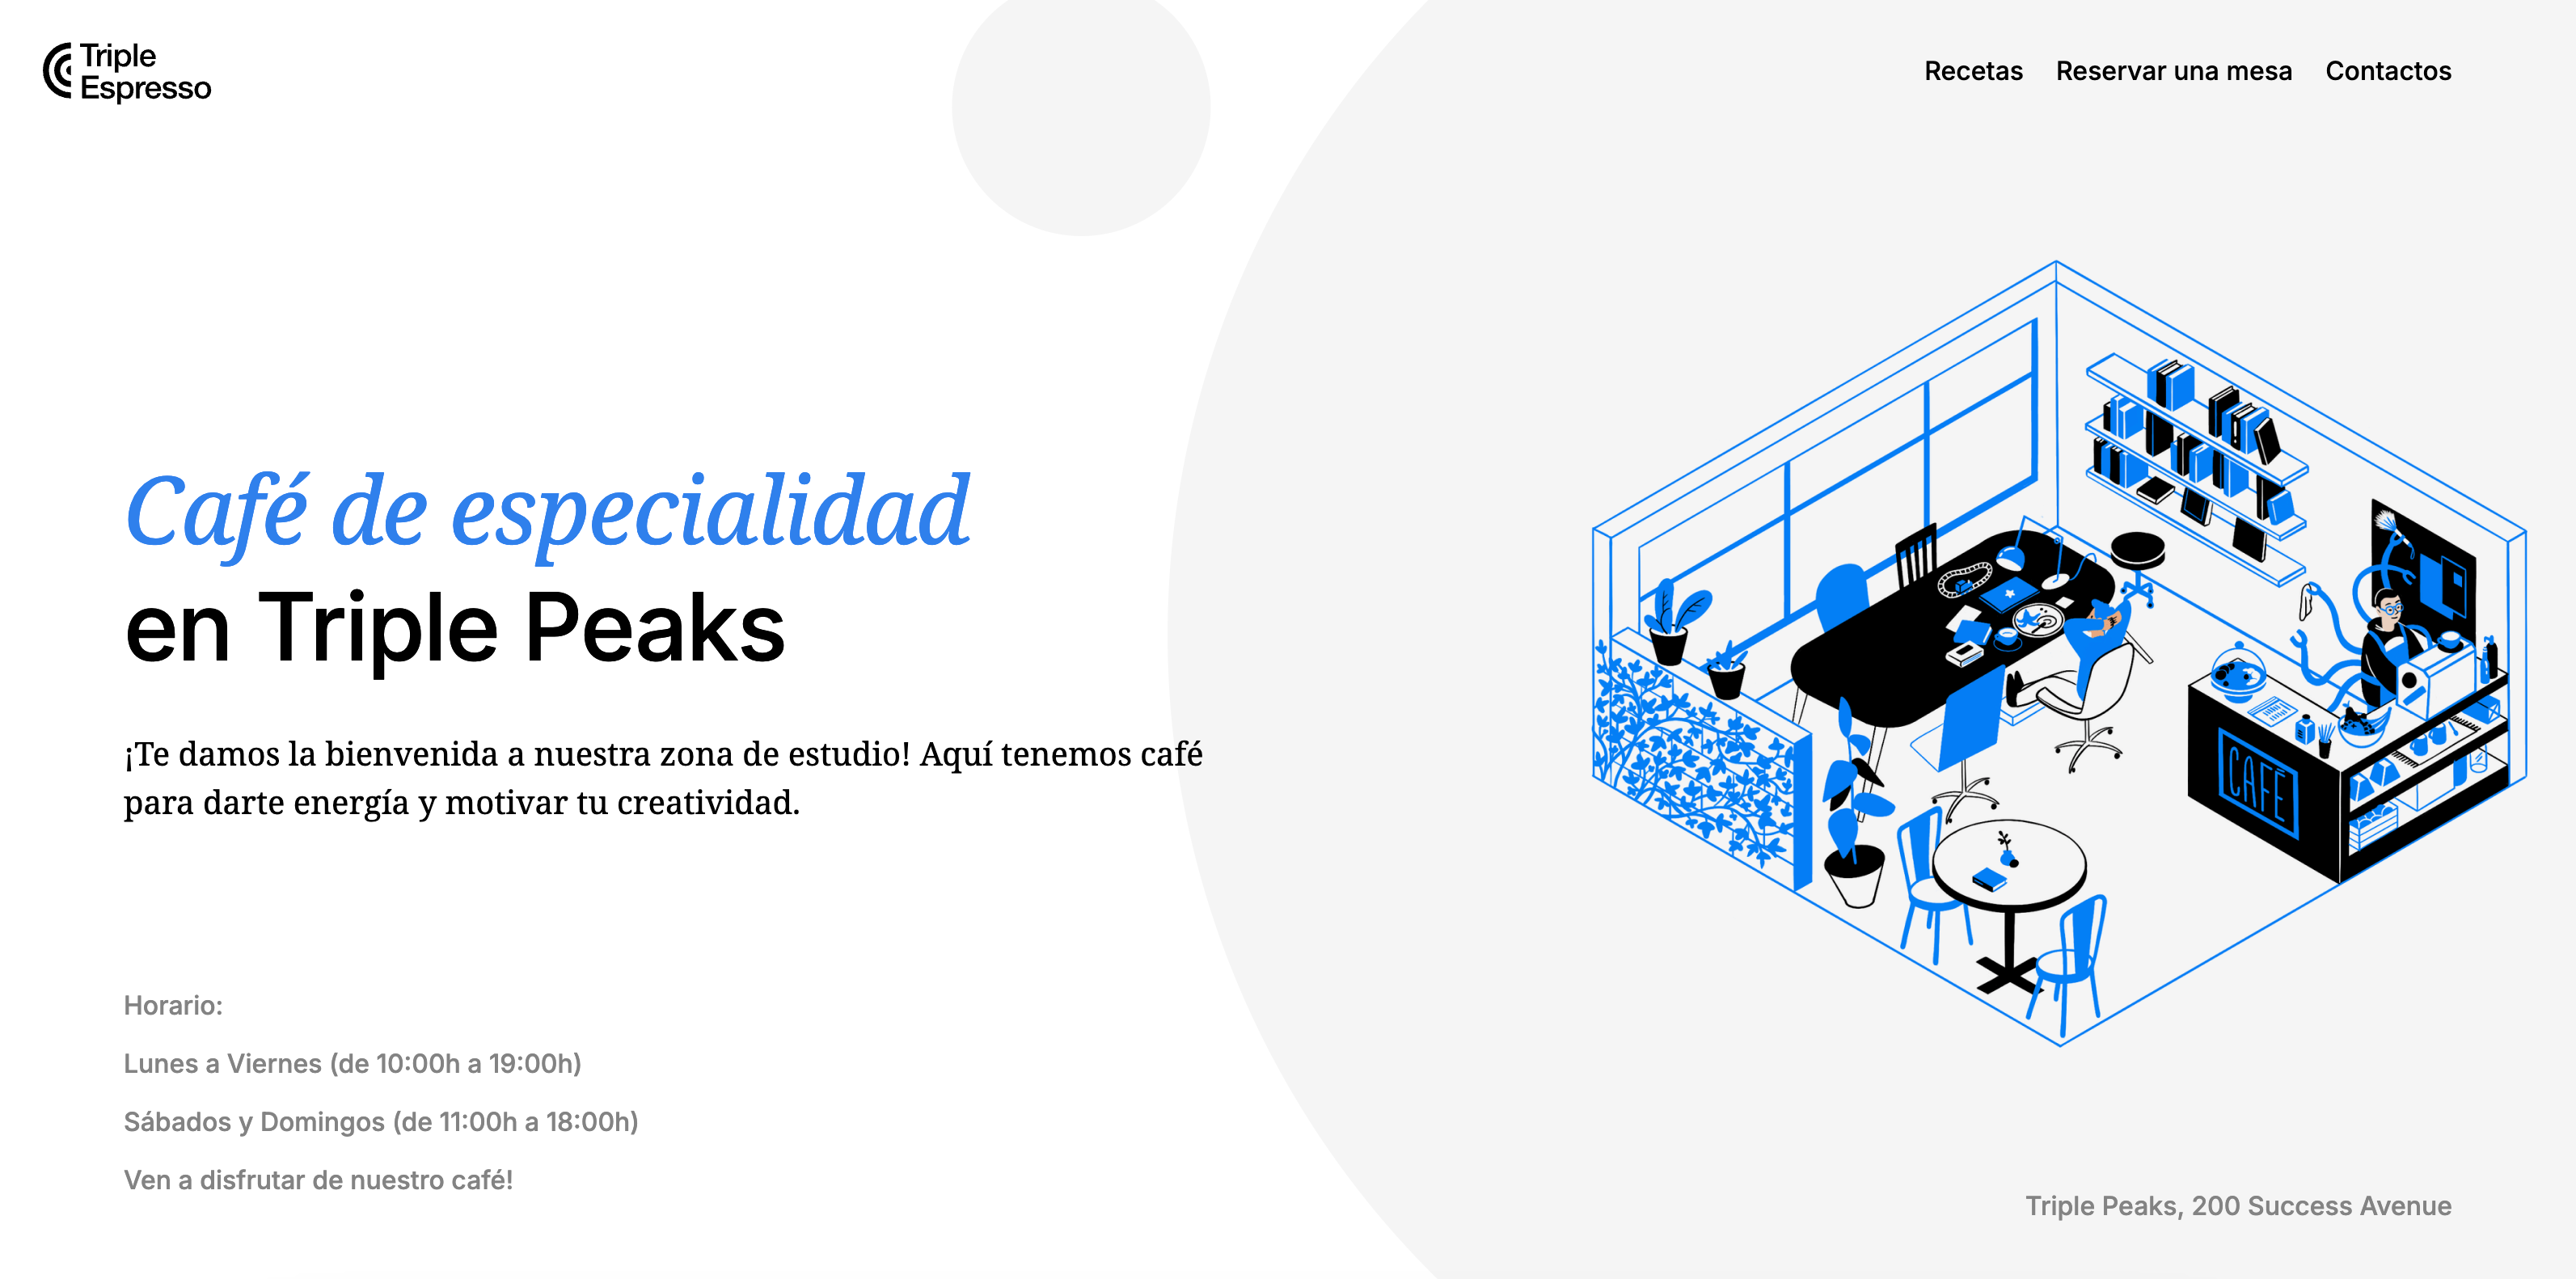 Triple
Espresso
Recetas Reservar una mesa Contactos
Café de especialidad
en Triple Peaks
¡Te damos la bienvenida a nuestra zona de estudio! Aquí tenemos café
para darte energía y motivar tu creatividad.
CAFÉ
Horario:
Lunes a Viernes (de 10:00h a 19:00h)
Sábados y Domingos (de 11:00h a 18:00h)
Ven a disfrutar de nuestro café!
Triple Peaks, 200 Success Avenue